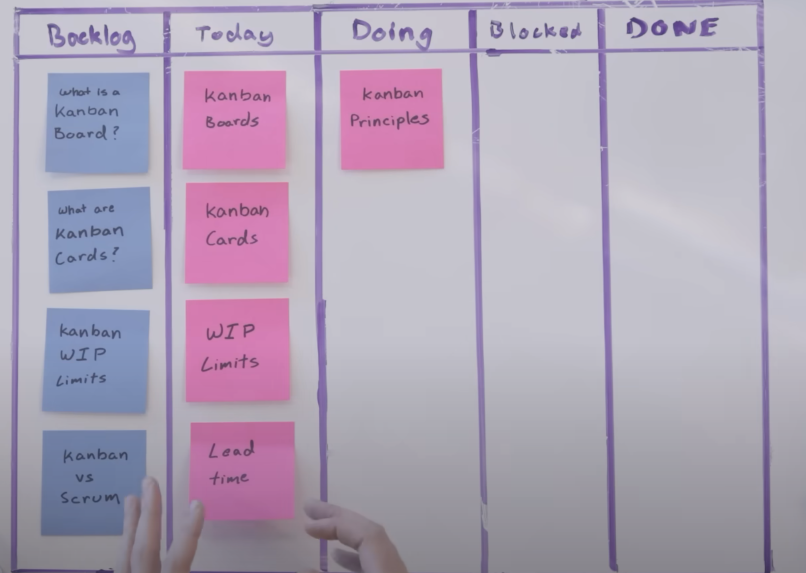 Backlog
Today
Doing
Blocked
DONE
What is a
Kanban
Board?
What are
Kanban
Cards?
Kanban
WIP
Limits
Kanban
vs
Scrum
Kanban
Boards
Kanban
Cards
WIP
Limits
Lead
time
Kanban
Principles